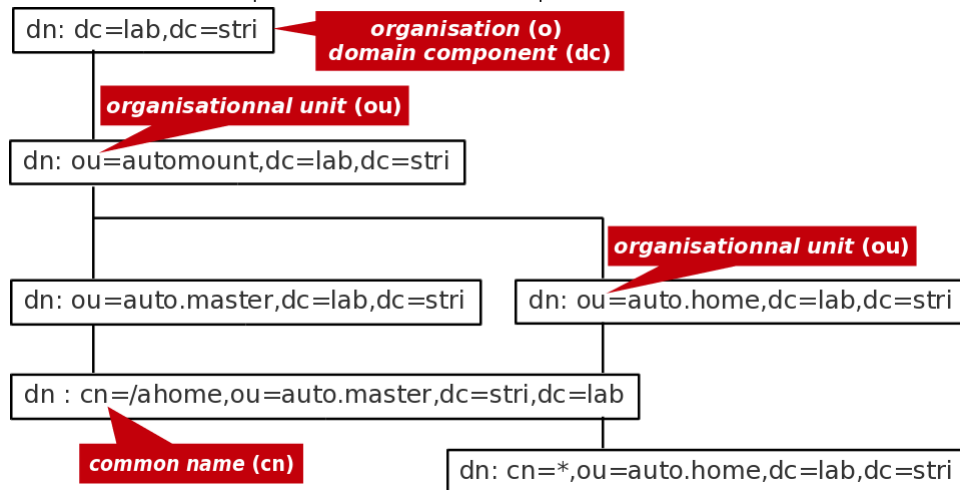 dn: dc=lab,dc=stri
organisation (o)
domain component (dc)
organisationnal unit (ou)
dn: ou=automount,dc=lab,dc=stri
organisationnal unit (ou)
dn: ou=auto.master,dc=lab,dc=stri
dn: ou=auto.home,dc=lab,dc=stri
dn : cn=/ahome,ou=auto.master,dc=stri,dc=lab
common name (cn)
dn: cn=*,ou=auto.home,dc=lab,dc=stri